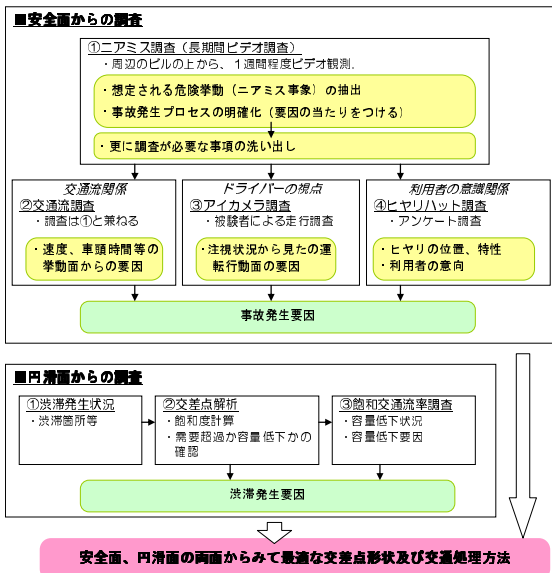 ■安全面からの調査
①ニアミス調査（長期間ビデオ調査）
・周辺のビルの上から、１週間程度ビデオ観測.
・想定される危険挙動（ニアミス事象）の抽出
・事故発生プロセスの明確化（要因の当たりをつける）
・更に調査が必要な事項の洗い出し
交通流関係
②交通流調査
・調査は①と兼ねる
・速度、車頭時間等の
挙動面からの要因
ドライバーの視点
③アイカメラ調査
・被験者による走行調査
・注視状況から見たの運
転行動面の要因
利用者の意識関係
④ヒヤリハット調査
・アンケート調査
・ヒヤリの位置、特性
・利用者の意向
事故発生要因
■円滑面からの調査
①渋滞発生状況
・渋滞箇所等
②交差点解析
・飽和度計算
・需要超過か容量低下かの
確認
③飽和交通流率調査
・容量低下状況
・容量低下要因
渋滞発生要因
安全面、円滑面の両面からみて最適な交差点形状及び交通処理方法